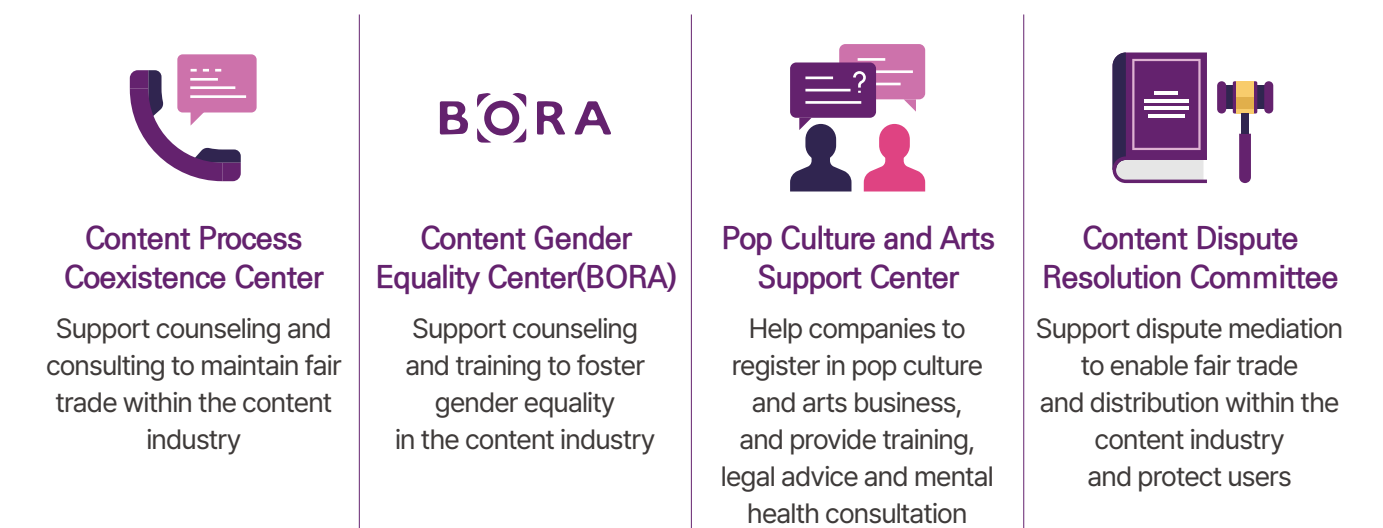 BORA
?
Content Process
Coexistence Center
Support counseling and
consulting to maintain fair
trade within the content
industry
Content Gender
Equality Center(BORA)
Support counseling
and training to foster
gender equality
in the content industry
Pop Culture and Arts
Support Center
Help companies to
register in pop culture
and arts business,
and provide training,
legal advice and mental
health consultation
Content Dispute
Resolution Committee
Support dispute mediation
to enable fair trade
and distribution within the
content industry
and protect users